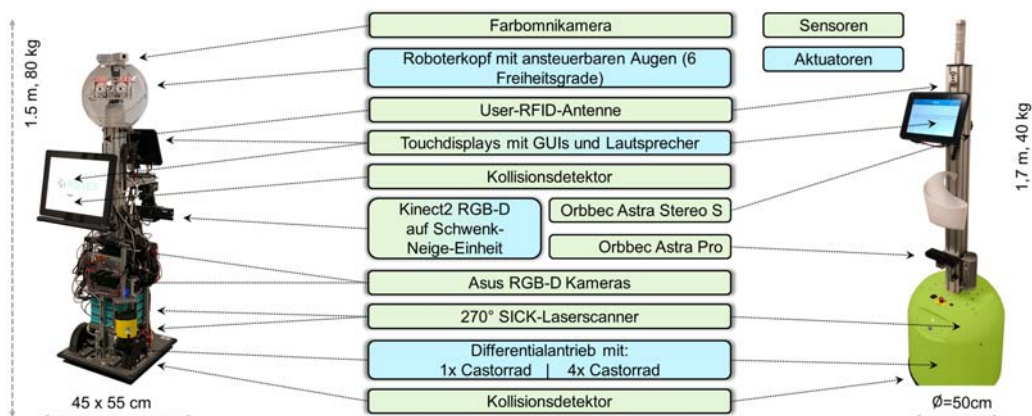 Farbomnikamera
Sensoren
Roboterkopf mit ansteuerbaren Augen (6
Freiheitsgrade)
Aktuatoren
User-RFID-Antenne
Touchdisplays mit GUIs und Lautsprecher
Kollisionsdetektor
Kinect2 RGB-D
auf Schwenk-
Neige-Einheit
Orbbec Astra Stereo S
Orbbec Astra Pro
Asus RGB-D Kameras
270° SICK-Laserscanner
Differentialantrieb mit:
1x Castorrad | 4x Castorrad
Kollisionsdetektor
1.5 m, 80 kg
1,7 m, 40 kg
45 x 55 cm
Ø=50cm